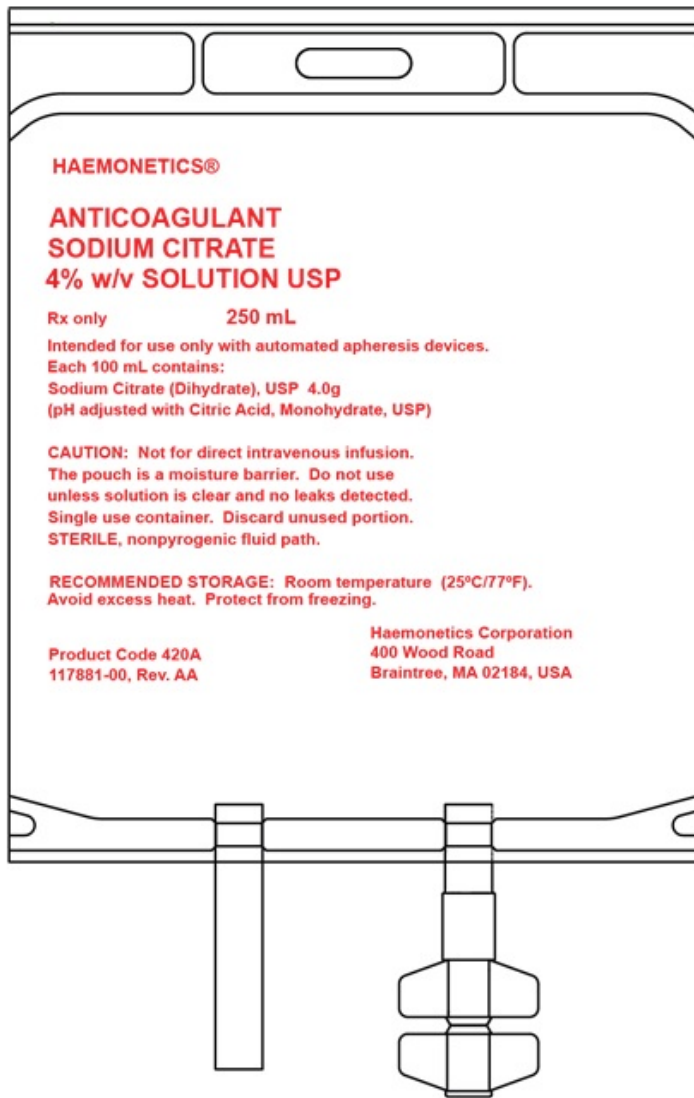 HAEMONETICS®
ANTICOAGULANT
SODIUM CITRATE
4% w/v SOLUTION USP
Rx only 250 mL
Intended for use only with automated apheresis devices.
Each 100 mL contains:
Sodium Citrate (Dihydrate), USP 4.0g
(pH adjusted with Citric Acid, Monohydrate, USP)
CAUTION: Not for direct intravenous infusion.
The pouch is a moisture barrier. Do not use
unless solution is clear and no leaks detected.
Single use container. Discard unused portion.
STERILE, nonpyrogenic fluid path.
RECOMMENDED STORAGE: Room temperature (25ºC/77ºF).
Avoid excess heat. Protect from freezing.
Product Code 420A
117881-00, Rev. AA
Haemonetics Corporation
400 Wood Road
Braintree, MA 02184, USA